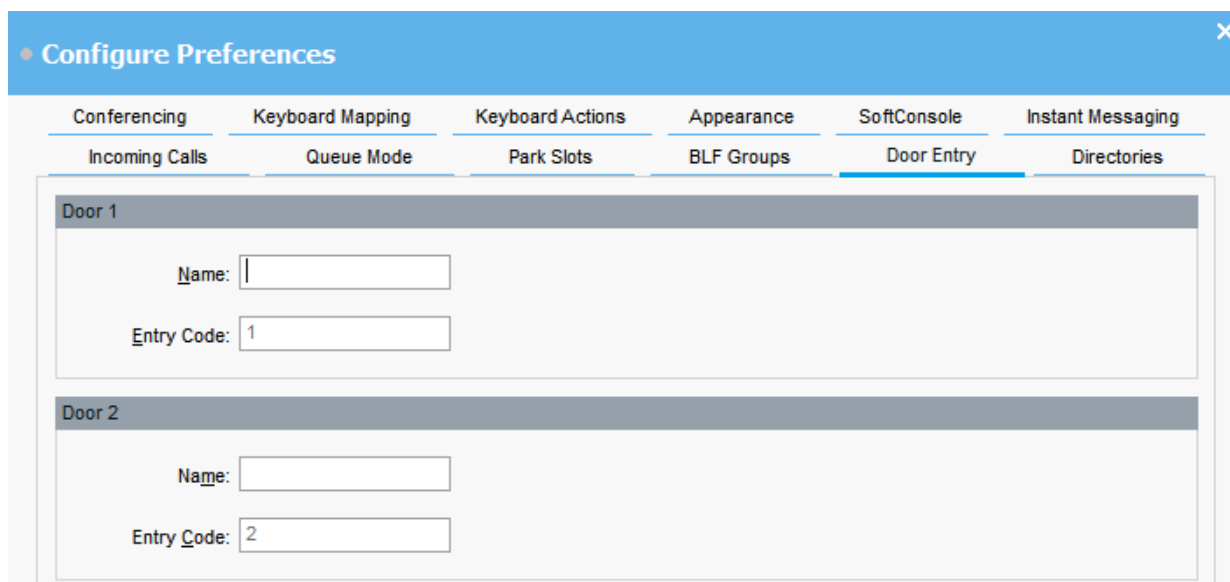 Configure Preferences
Conferencing Keyboard Mapping Keyboard Actions Appearance SoftConsole Instant Messaging
Incoming Calls Queue Mode Park Slots BLF Groups Door Entry Directories
Door 1
Name:
Entry Code: 1
Door 2
Name:
Entry Code: 2